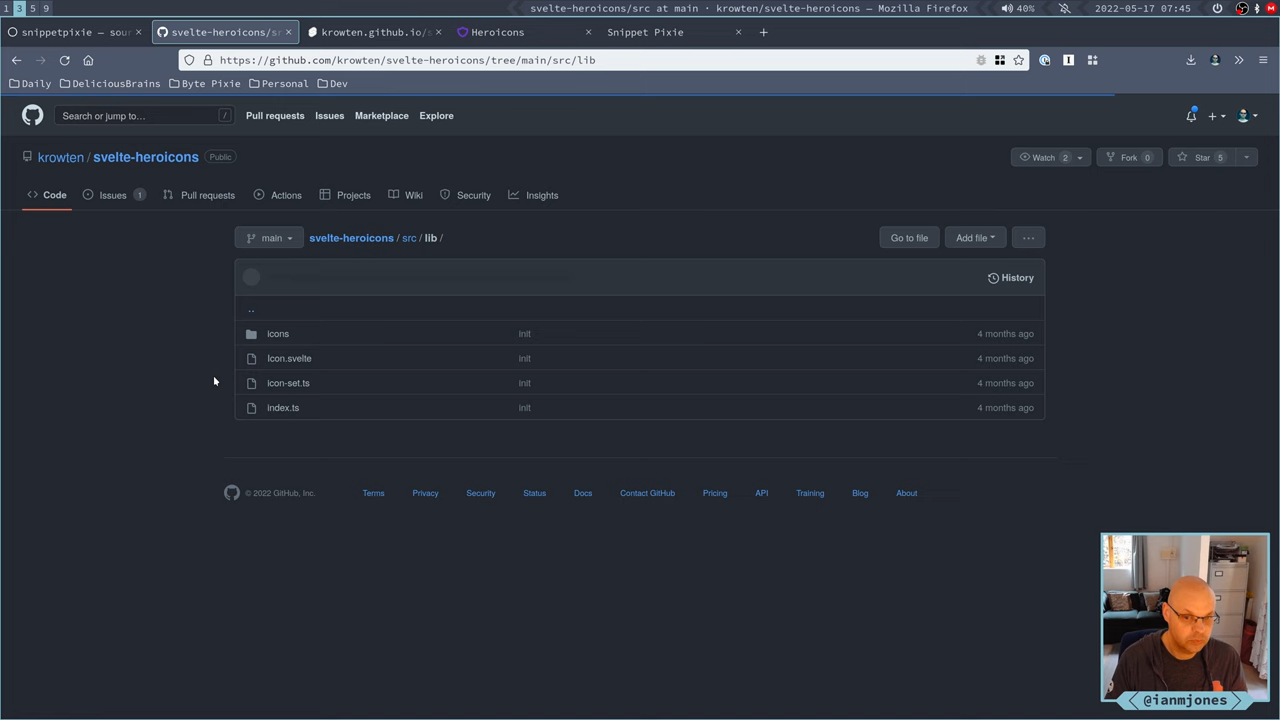 1 3 5 9
svelte-heroicons/src at main · krowten/svelte-heroicons — Mozilla Firefox
40%
2022-05-17 07:45
snippetpixie — sour
svelte-heroicons/sr
krowten.github.io/s
Heroicons
Snippet Pixie
https://github.com/krowten/svelte-heroicons/tree/main/src/lib
Daily
DeliciousBrains
Byte Pixie
Personal
Dev
Search or jump to…
/
Pull requests
Issues
Marketplace
Explore
krowten / svelte-heroicons
Public
Watch 2
Fork 0
Star 5
Code
Issues 1
Pull requests
Actions
Projects
Wiki
Security
Insights
main
svelte-heroicons / src / lib /
Go to file
Add file
History
..
icons init 4 months ago
Icon.svelte init 4 months ago
icon-set.ts init 4 months ago
index.ts init 4 months ago
© 2022 GitHub, Inc.
Terms
Privacy
Security
Status
Docs
Contact GitHub
Pricing
API
Training
Blog
About
@ianmjones